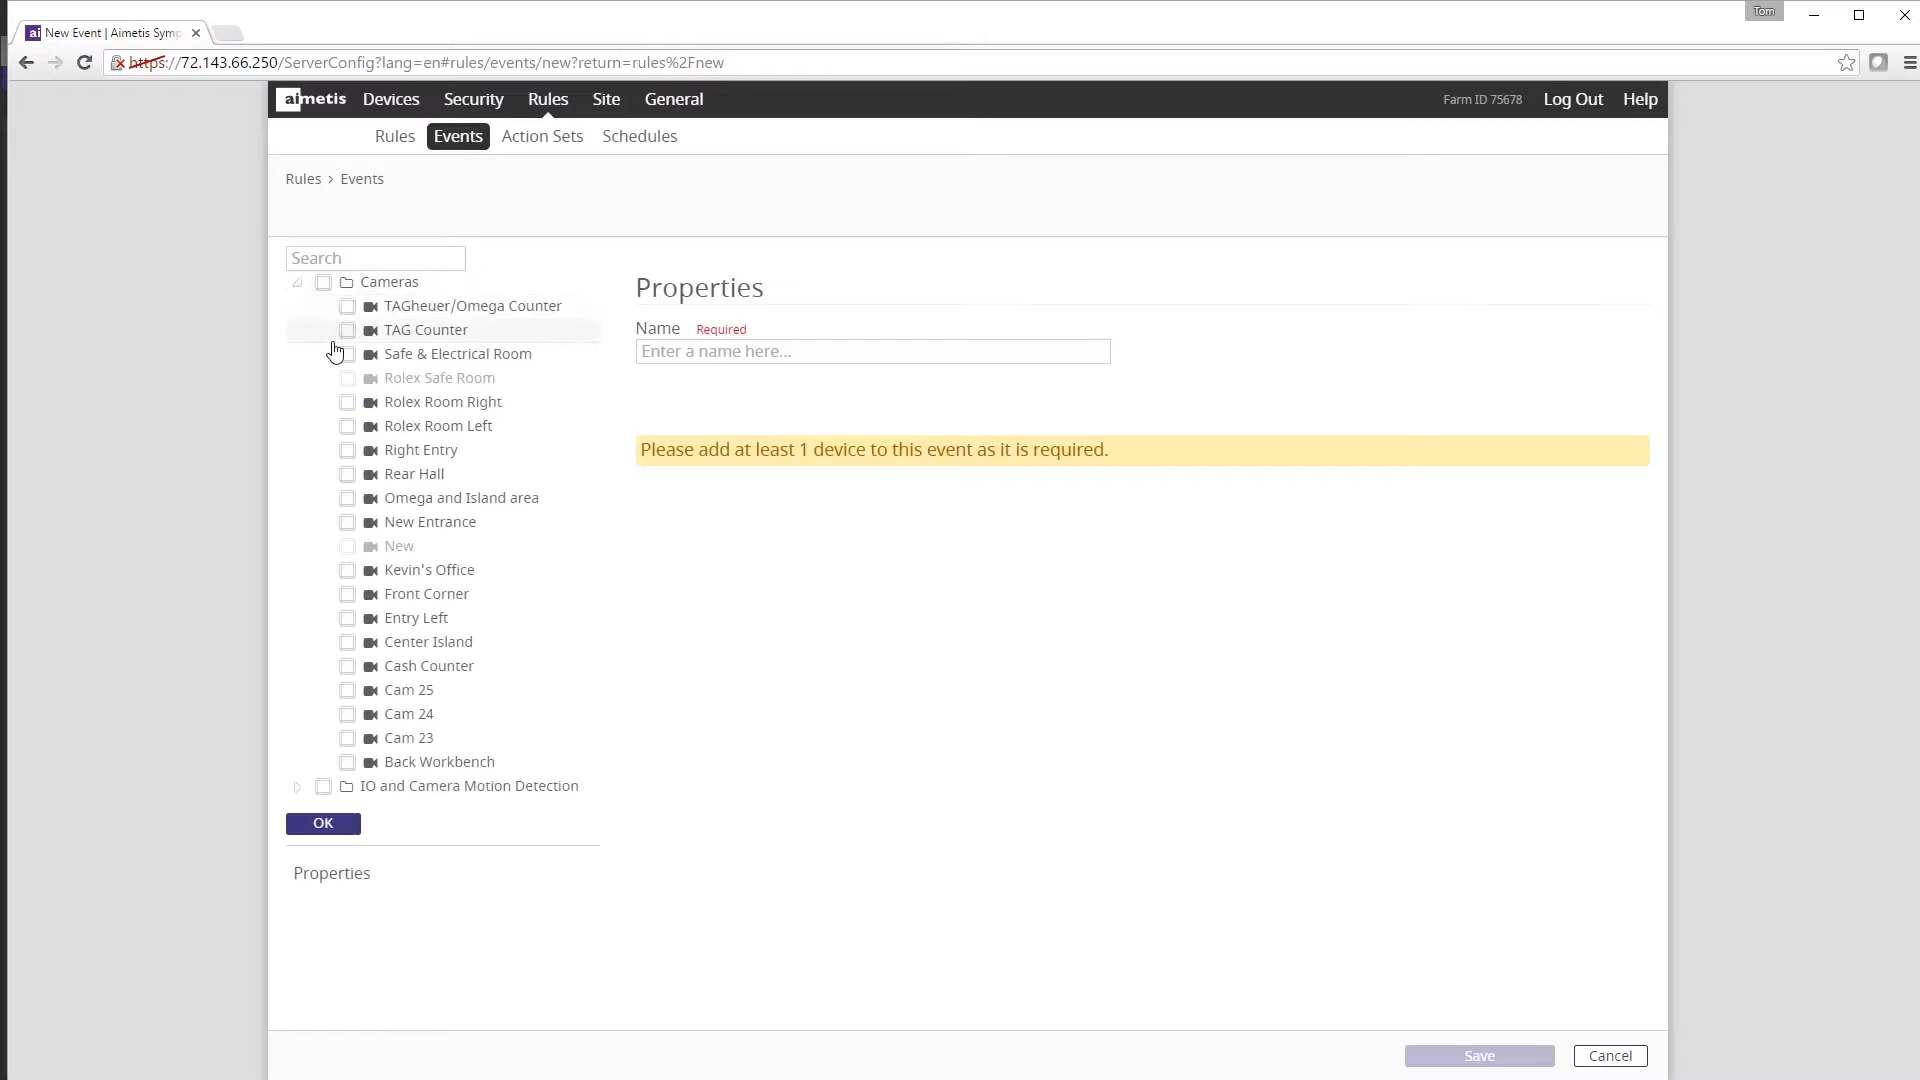 Tom
ai New Event | Aimetis Symp
https://72.143.66.250/ServerConfig?lang=en#rules/events/new?return=rules%2Fnew
aimetis Devices Security Rules Site General Farm ID 75678 Log Out Help
Rules Events Action Sets Schedules
Rules > Events
Search
Cameras
TAGheuer/Omega Counter
TAG Counter
Safe & Electrical Room
Rolex Safe Room
Rolex Room Right
Rolex Room Left
Right Entry
Rear Hall
Omega and Island area
New Entrance
New
Kevin's Office
Front Corner
Entry Left
Center Island
Cash Counter
Cam 25
Cam 24
Cam 23
Back Workbench
IO and Camera Motion Detection
OK
Properties
Properties
Name Required
Enter a name here...
Please add at least 1 device to this event as it is required.
Save Cancel